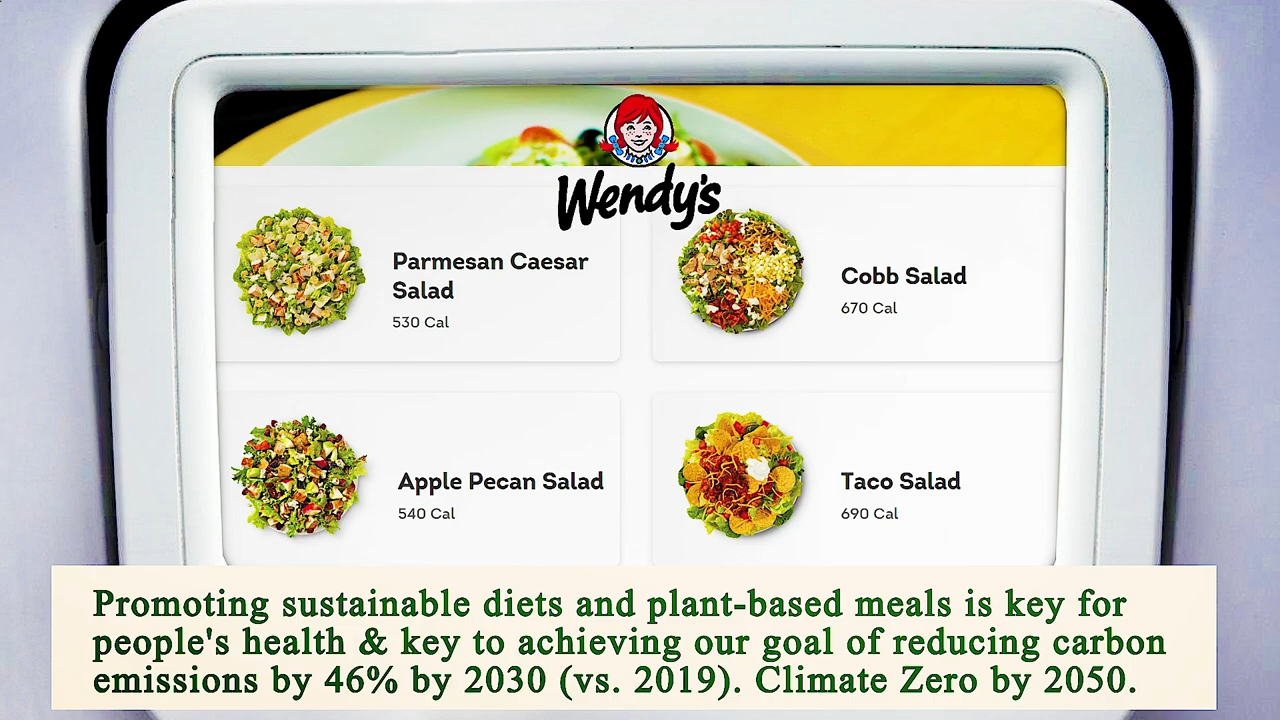 Wendy's
Parmesan Caesar
Salad
530 Cal
Cobb Salad
670 Cal
Apple Pecan Salad
540 Cal
Taco Salad
690 Cal
Promoting sustainable diets and plant-based meals is key for
people's health & key to achieving our goal of reducing carbon
emissions by 46% by 2030 (vs. 2019). Climate Zero by 2050.